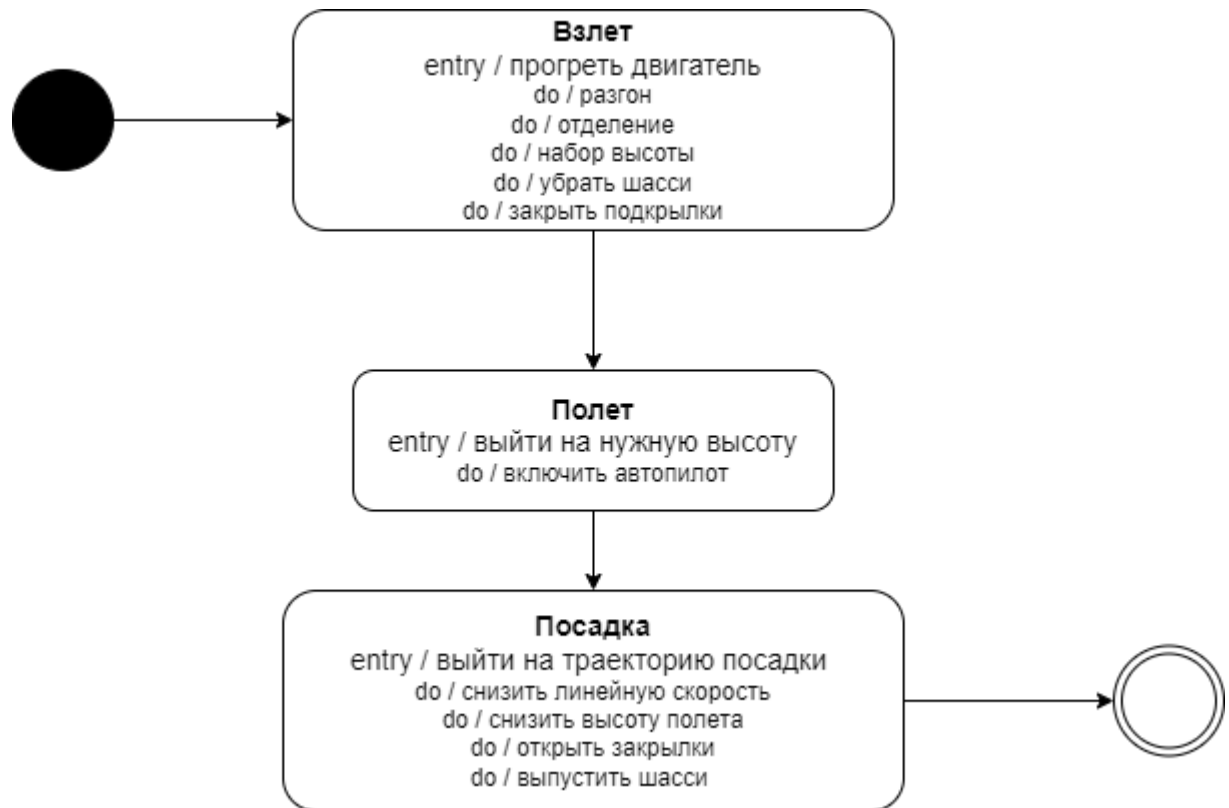 Взлет
entry / прогреть двигатель
do / разгон
do / отделение
do / набор высоты
do / убрать шасси
do / закрыть подкрылки
Полет
entry / выйти на нужную высоту
do / включить автопилот
Посадка
entry / выйти на траекторию посадки
do / снизить линейную скорость
do / снизить высоту полета
do / открыть закрылки
do / выпустить шасси